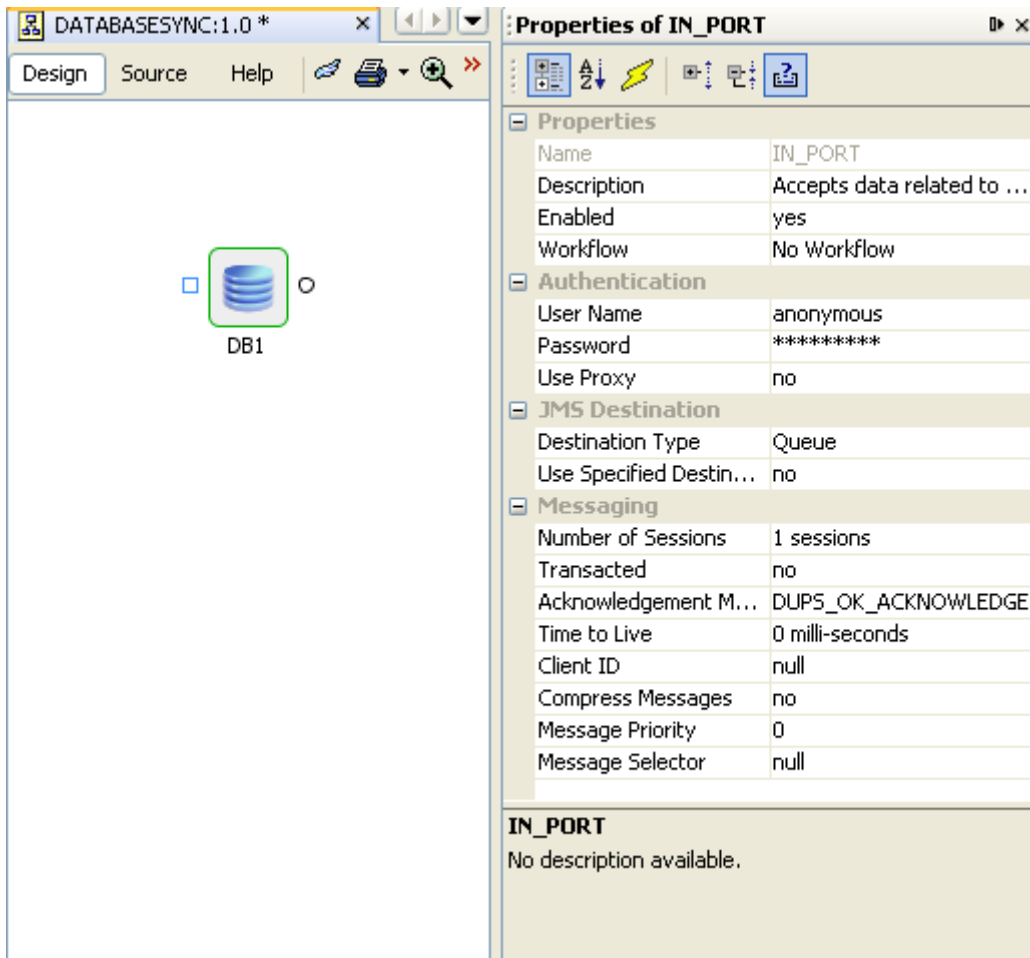 DATABASESYNC:1.0 *
Design Source Help
DB1
Properties of IN_PORT
Properties
Name IN_PORT
Description Accepts data related to ...
Enabled yes
Workflow No Workflow
Authentication
User Name anonymous
Password *********
Use Proxy no
JMS Destination
Destination Type Queue
Use Specified Destin... no
Messaging
Number of Sessions 1 sessions
Transacted no
Acknowledgement M... DUPS_OK_ACKNOWLEDGE
Time to Live 0 milli-seconds
Client ID null
Compress Messages no
Message Priority 0
Message Selector null
IN_PORT
No description available.